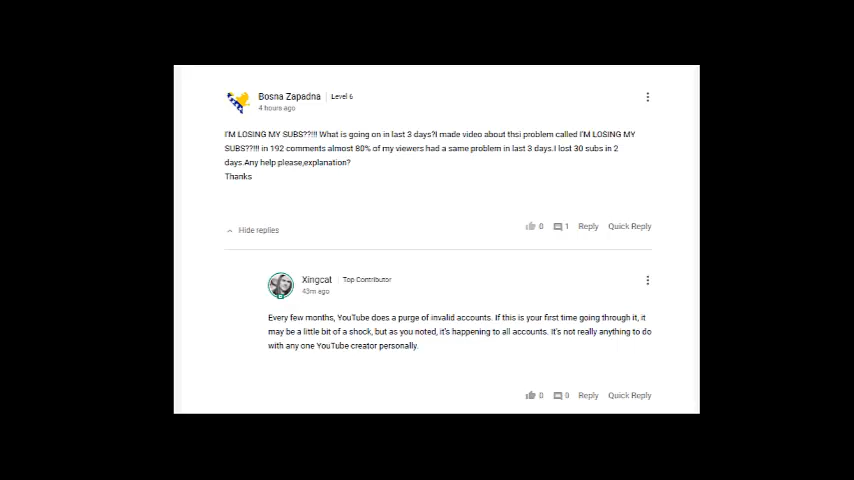 Bosna Zapadna | Level 6
4 hours ago
I'M LOSING MY SUBS??!!! What is going on in last 3 days?I made video about thsi problem called I'M LOSING MY
SUBS??!!! in 192 comments almost 80% of my viewers had a same problem in last 3 days.I lost 30 subs in 2
days.Any help please,explanation?
Thanks
0 1 Reply Quick Reply
Hide replies
Xingcat | Top Contributor
43m ago
Every few months, YouTube does a purge of invalid accounts. If this is your first time going through it, it
may be a little bit of a shock, but as you noted, it's happening to all accounts. It's not really anything to do
with any one YouTube creator personally.
0 0 Reply Quick Reply